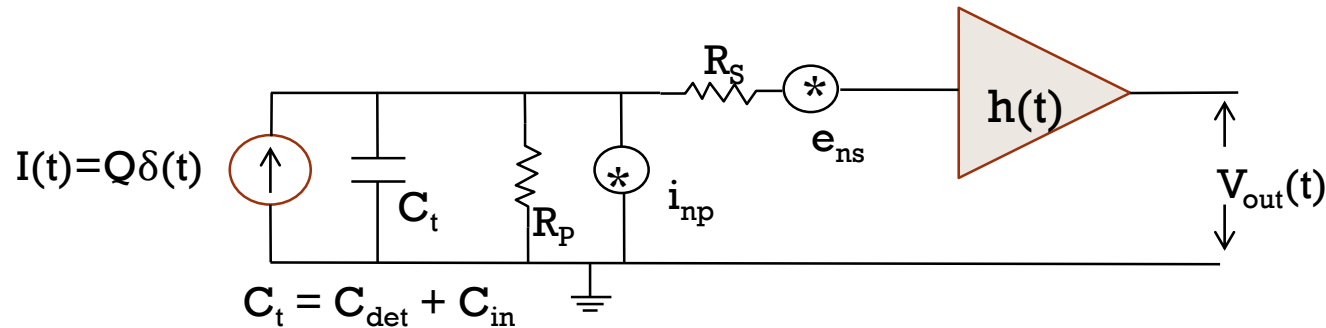 R_S
*
e_ns
h(t)
I(t)=Qδ(t)
C_t
R_P
*
i_np
V_out(t)
C_t = C_det + C_in